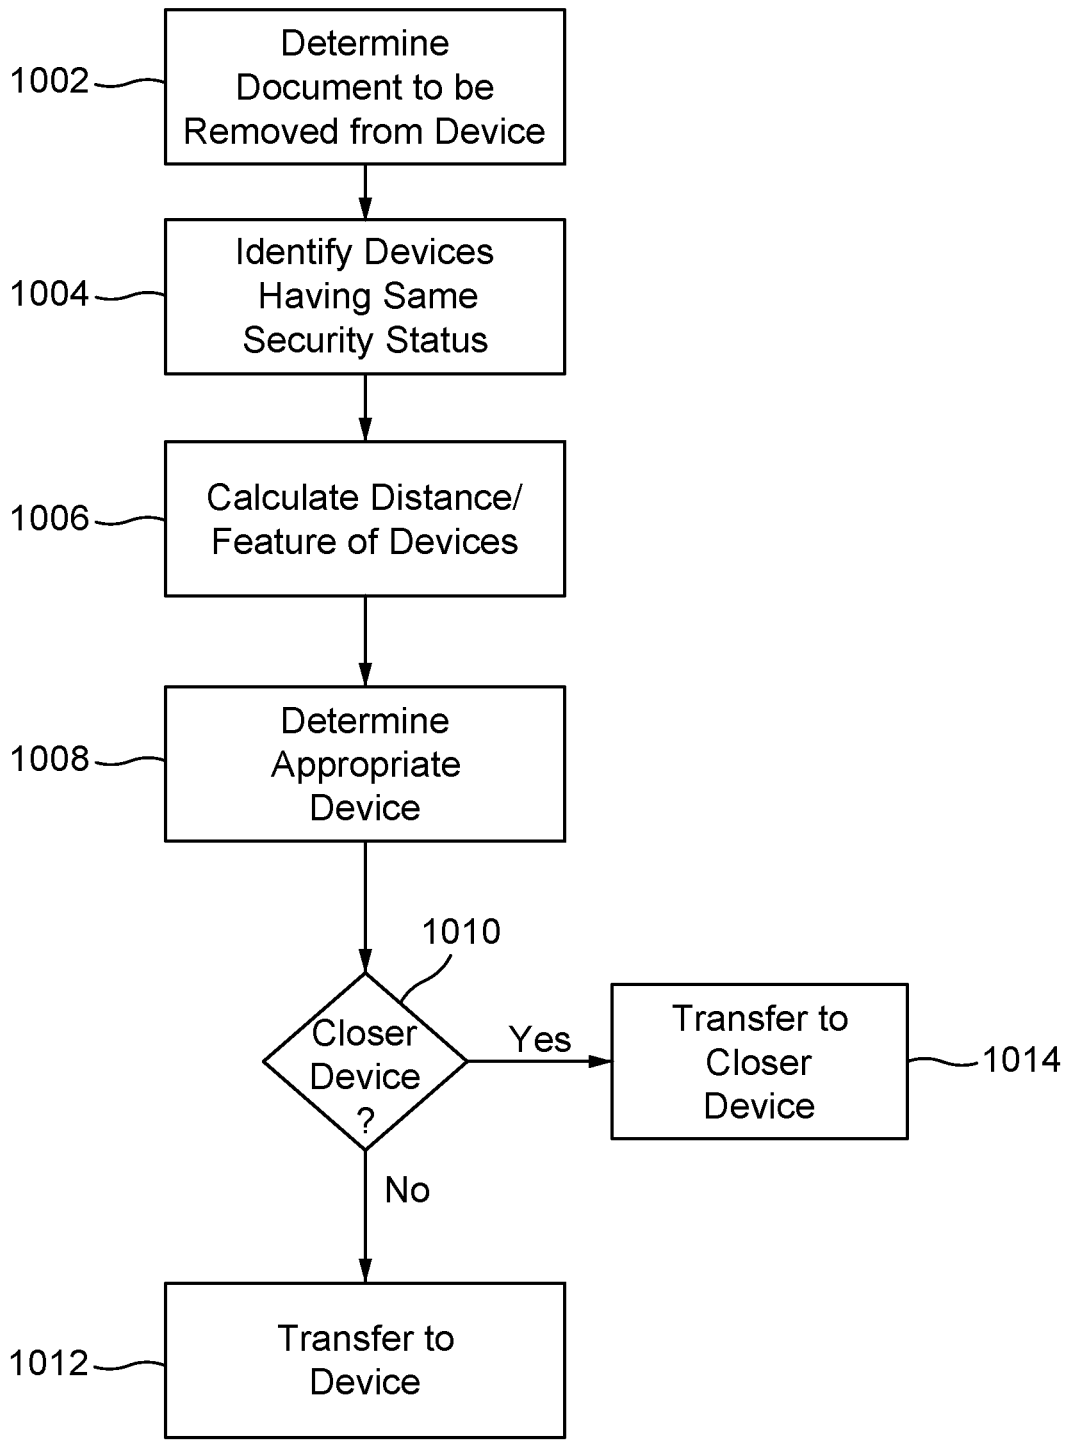 1002
Determine
Document to be
Removed from Device
1004
Identify Devices
Having Same
Security Status
1006
Calculate Distance/
Feature of Devices
1008
Determine
Appropriate
Device
1010
Closer
Device
?
Yes
Transfer to
Closer
Device
1014
No
1012
Transfer to
Device